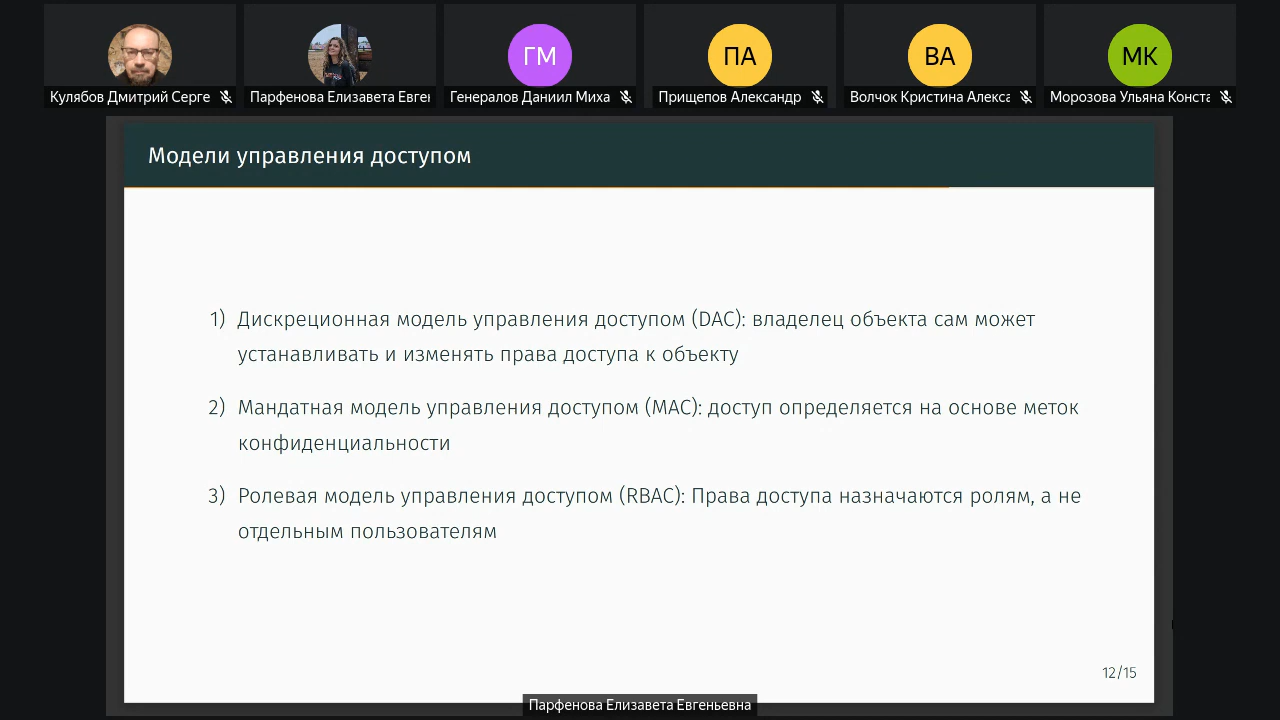 ГМ
ПА
ВА
МК
Кулябов Дмитрий Серге
Парфенова Елизавета Евген
Генералов Даниил Миха
Прищепов Александр
Волчок Кристина Алекса
Морозова Ульяна Конста
Модели управления доступом
1) Дискреционная модель управления доступом (DAC): владелец объекта сам может
устанавливать и изменять права доступа к объекту
2) Мандатная модель управления доступом (MAC): доступ определяется на основе меток
конфиденциальности
3) Ролевая модель управления доступом (RBAC): Права доступа назначаются ролям, а не
отдельным пользователям
12/15
Парфенова Елизавета Евгеньевна